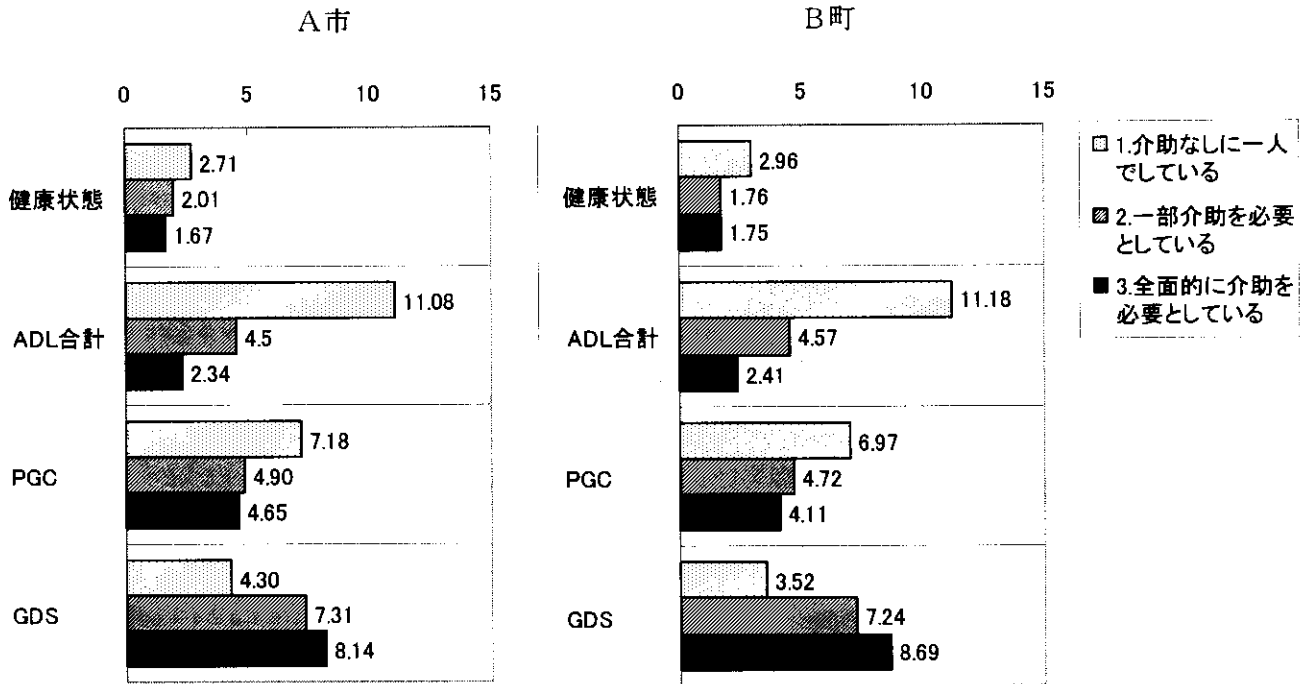 A市
B町
0 5 10 15
0 5 10 15
健康状態
2.71
2.01
1.67
ADL合計
11.08
4.5
2.34
PGC
7.18
4.90
4.65
GDS
4.30
7.31
8.14
健康状態
2.96
1.76
1.75
ADL合計
11.18
4.57
2.41
PGC
6.97
4.72
4.11
GDS
3.52
7.24
8.69
1.介助なしに一人
でしている
2.一部介助を必要
としている
3.全面的に介助を
必要としている